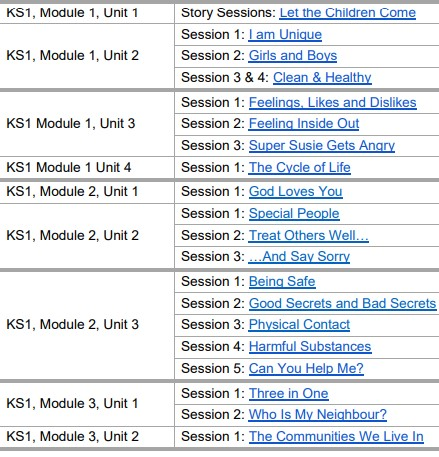 KS1, Module 1, Unit 1
Story Sessions: Let the Children Come
KS1, Module 1, Unit 2
Session 1: I am Unique
Session 2: Girls and Boys
Session 3 & 4: Clean & Healthy
KS1 Module 1, Unit 3
Session 1: Feelings, Likes and Dislikes
Session 2: Feeling Inside Out
Session 3: Super Susie Gets Angry
KS1 Module 1 Unit 4
Session 1: The Cycle of Life
KS1, Module 2, Unit 1
Session 1: God Loves You
KS1, Module 2, Unit 2
Session 1: Special People
Session 2: Treat Others Well…
Session 3: …And Say Sorry
KS1, Module 2, Unit 3
Session 1: Being Safe
Session 2: Good Secrets and Bad Secrets
Session 3: Physical Contact
Session 4: Harmful Substances
Session 5: Can You Help Me?
KS1, Module 3, Unit 1
Session 1: Three in One
Session 2: Who Is My Neighbour?
KS1, Module 3, Unit 2
Session 1: The Communities We Live In